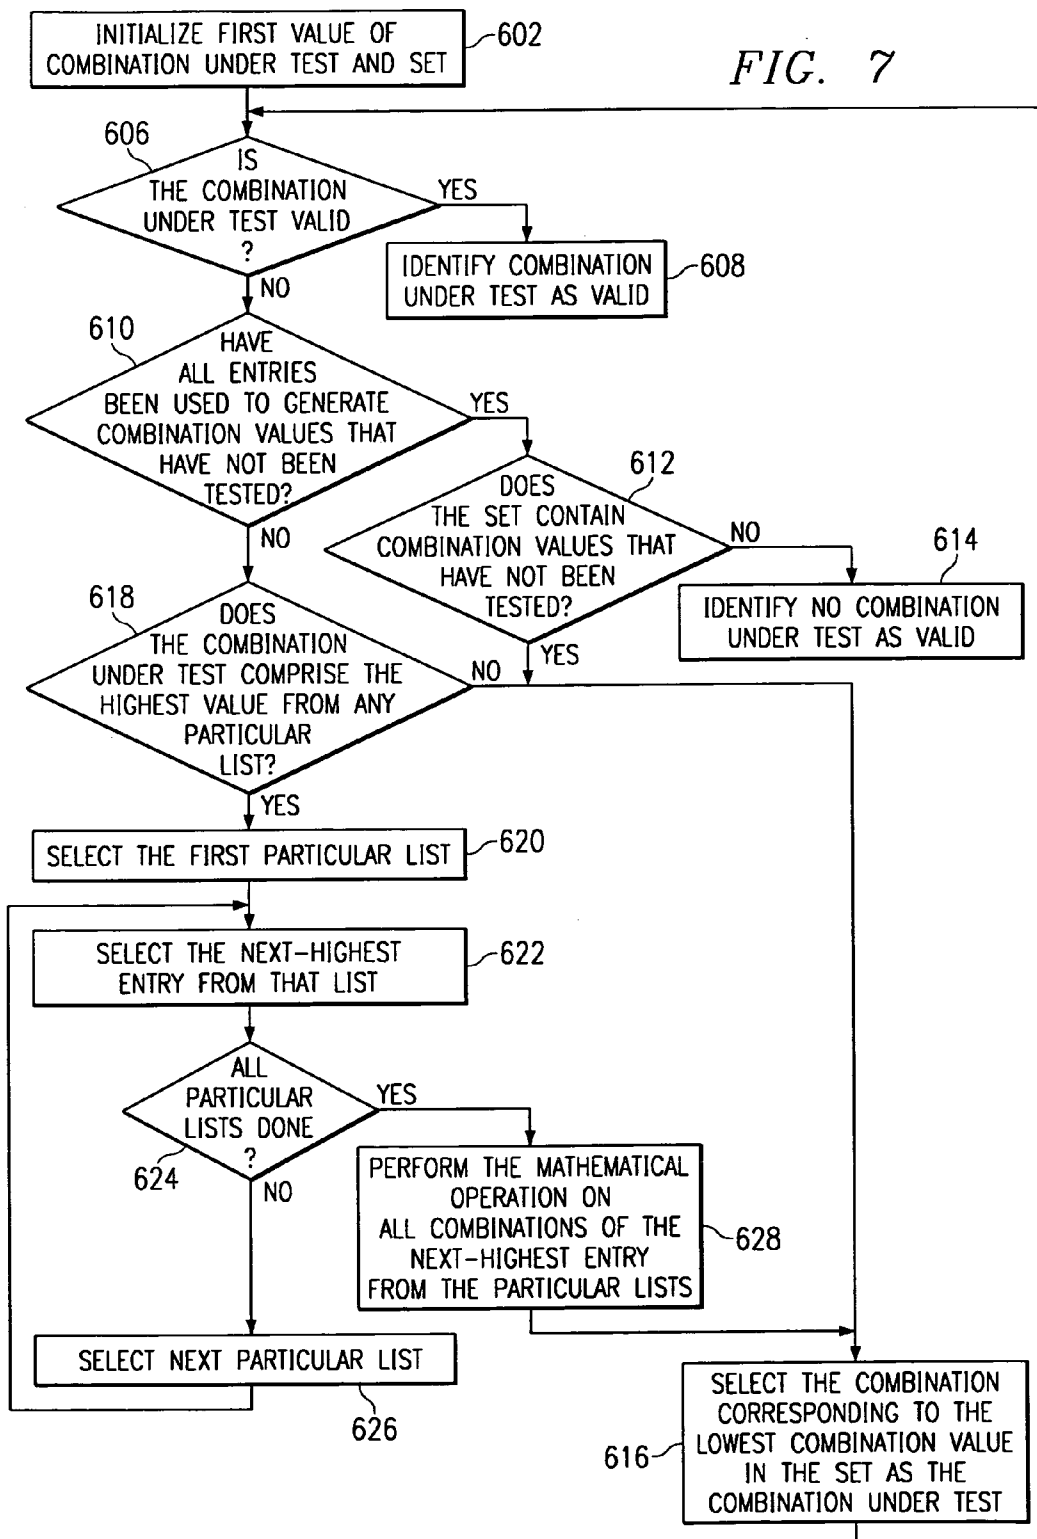 INITIALIZE FIRST VALUE OF
COMBINATION UNDER TEST AND SET
602
FIG. 7
606
IS
THE COMBINATION
UNDER TEST VALID
?
YES
IDENTIFY COMBINATION
UNDER TEST AS VALID
608
NO
610
HAVE
ALL ENTRIES
BEEN USED TO GENERATE
COMBINATION VALUES THAT
HAVE NOT BEEN
TESTED?
YES
612
DOES
THE SET CONTAIN
COMBINATION VALUES THAT
HAVE NOT BEEN
TESTED?
NO
614
IDENTIFY NO COMBINATION
UNDER TEST AS VALID
YES
NO
618
DOES
THE COMBINATION
UNDER TEST COMPRISE THE
HIGHEST VALUE FROM ANY
PARTICULAR
LIST?
NO
YES
SELECT THE FIRST PARTICULAR LIST
620
SELECT THE NEXT-HIGHEST
ENTRY FROM THAT LIST
622
ALL
PARTICULAR
LISTS DONE
?
624
YES
NO
PERFORM THE MATHEMATICAL
OPERATION ON
ALL COMBINATIONS OF THE
NEXT-HIGHEST ENTRY
FROM THE PARTICULAR LISTS
628
SELECT NEXT PARTICULAR LIST
626
616
SELECT THE COMBINATION
CORRESPONDING TO THE
LOWEST COMBINATION VALUE
IN THE SET AS THE
COMBINATION UNDER TEST